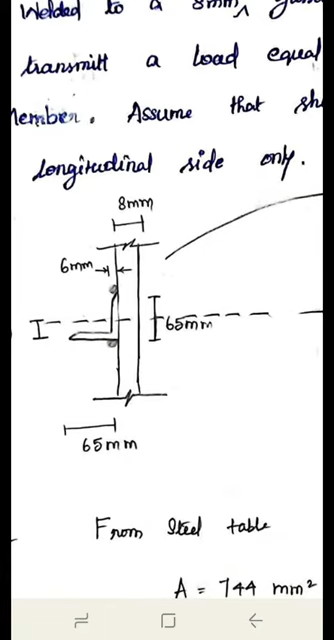 Welded to a 8mm
transmitt a load equal
Member. Assume that sh
longitudinal side only.
8mm
6mm
65mm
65mm
From Steel table
A = 744 mm²